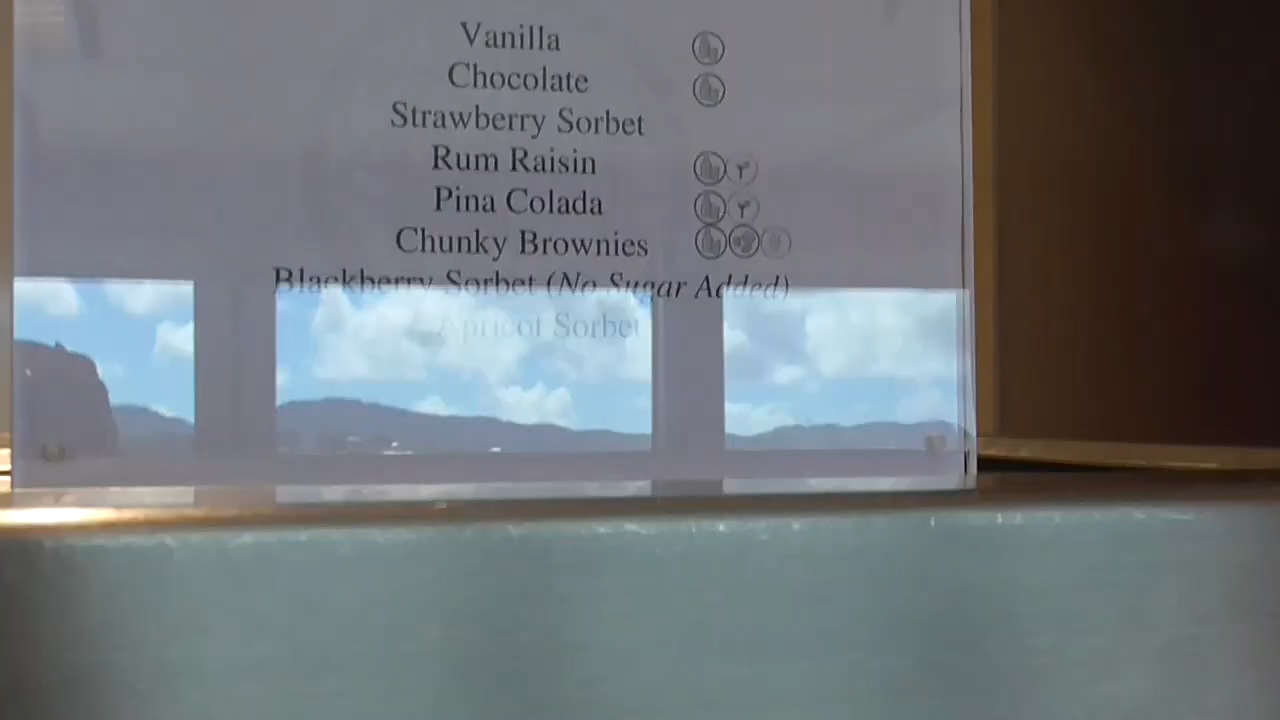 Vanilla
Chocolate
Strawberry Sorbet
Rum Raisin
Pina Colada
Chunky Brownies
Blackberry Sorbet (No Sugar Added)
Apricot Sorbet